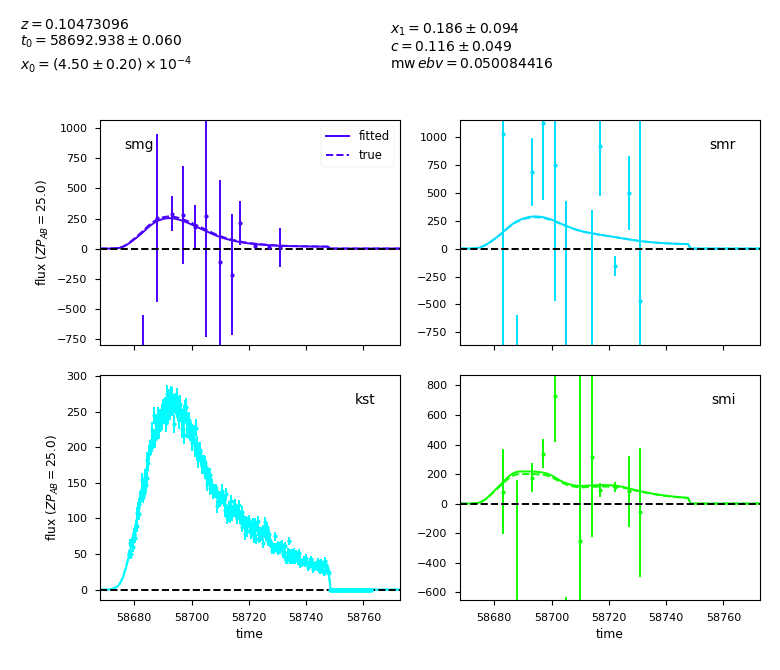 z = 0.10473096
t0 = 58692.938 ± 0.060
x0 = (4.50 ± 0.20) × 10^-4
x1 = 0.186 ± 0.094
c = 0.116 ± 0.049
mw ebv = 0.050084416
smg
fitted
true
1000
750
500
250
0
−250
−500
−750
flux (ZP_AB = 25.0)
smr
1000
750
500
250
0
−250
−500
−750
kst
300
250
200
150
100
50
0
flux (ZP_AB = 25.0)
58680 58700 58720 58740 58760
time
smi
800
600
400
200
0
−200
−400
−600
58680 58700 58720 58740 58760
time